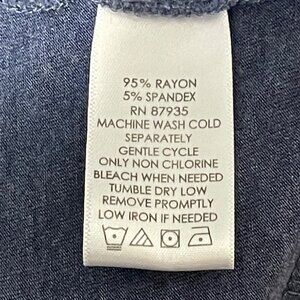 95% RAYON
5% SPANDEX
RN 87935
MACHINE WASH COLD
SEPARATELY
GENTLE CYCLE
ONLY NON CHLORINE
BLEACH WHEN NEEDED
TUMBLE DRY LOW
REMOVE PROMPTLY
LOW IRON IF NEEDED